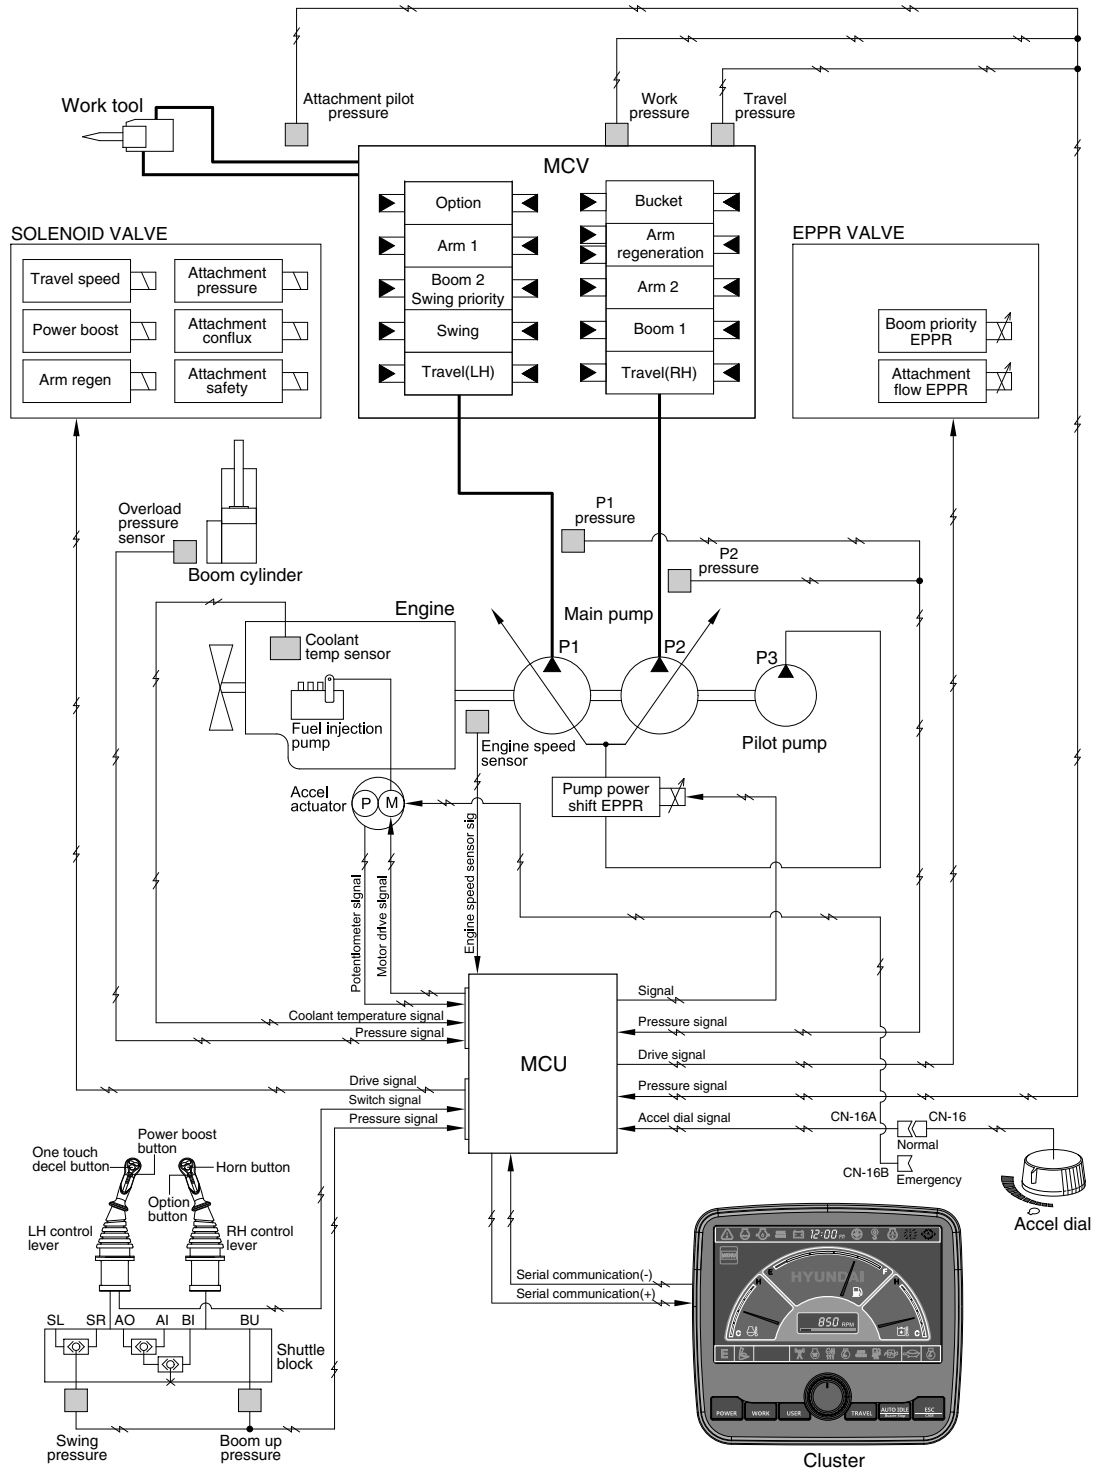 Work tool
Attachment pilot
pressure
Work
pressure
Travel
pressure
MCV
Option
Arm 1
Boom 2
Swing priority
Swing
Travel(LH)
Bucket
Arm
regeneration
Arm 2
Boom 1
Travel(RH)
SOLENOID VALVE
Travel speed
Power boost
Arm regen
Attachment
pressure
Attachment
conflux
Attachment
safety
EPPR VALVE
Boom priority
EPPR
Attachment
flow EPPR
Overload
pressure
sensor
Boom cylinder
P1
pressure
P2
pressure
Engine
Coolant
temp sensor
Fuel injection
pump
Main pump
P1
P2
P3
Pilot pump
Engine speed
sensor
Accel
actuator
P
M
Pump power
shift EPPR
Potentiometer signal
Motor drive signal
Engine speed sensor sig
MCU
Coolant temperature signal
Pressure signal
Drive signal
Switch signal
Pressure signal
Signal
Pressure signal
Drive signal
Pressure signal
Accel dial signal
CN-16A
CN-16
Normal
CN-16B
Emergency
Accel dial
Power boost
button
One touch
decel button
Horn button
Option
button
LH control
lever
RH control
lever
SL
SR
AO
AI
BI
BU
Shuttle
block
Swing
pressure
Boom up
pressure
Serial communication(-)
Serial communication(+)
12:00
MENU
HYUNDAI
E
F
H
H
C
C
850 RPM
E
POWER
WORK
USER
TRAVEL
AUTO IDLE
ESC
Cluster